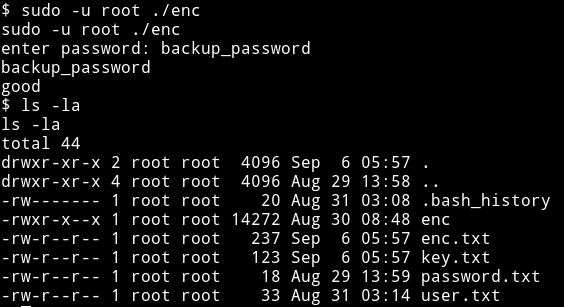 $ sudo -u root ./enc
sudo -u root ./enc
enter password: backup_password
backup_password
good
$ ls -la
ls -la
total 44
drwxr-xr-x 2 root root  4096 Sep  6 05:57 .
drwxr-xr-x 4 root root  4096 Aug 29 13:58 ..
-rw------- 1 root root    20 Aug 31 03:08 .bash_history
-rwxr-x--x 1 root root 14272 Aug 30 08:48 enc
-rw-r--r-- 1 root root   237 Sep  6 05:57 enc.txt
-rw-r--r-- 1 root root   123 Sep  6 05:57 key.txt
-rw-r--r-- 1 root root    18 Aug 29 13:59 password.txt
-rw-r--r-- 1 root root    33 Aug 31 03:14 user.txt